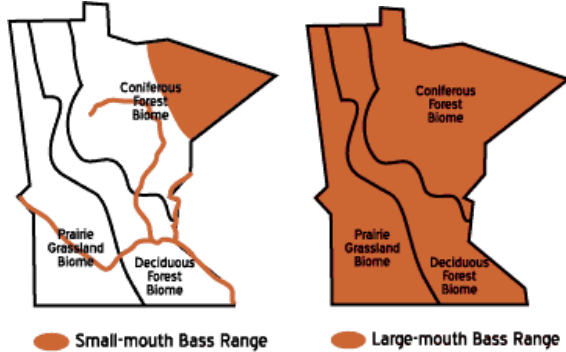 Coniferous
Forest
Biome
Prairie
Grassland
Biome
Deciduous
Forest
Biome
Small-mouth Bass Range
Coniferous
Forest
Biome
Prairie
Grassland
Biome
Deciduous
Forest
Biome
Large-mouth Bass Range